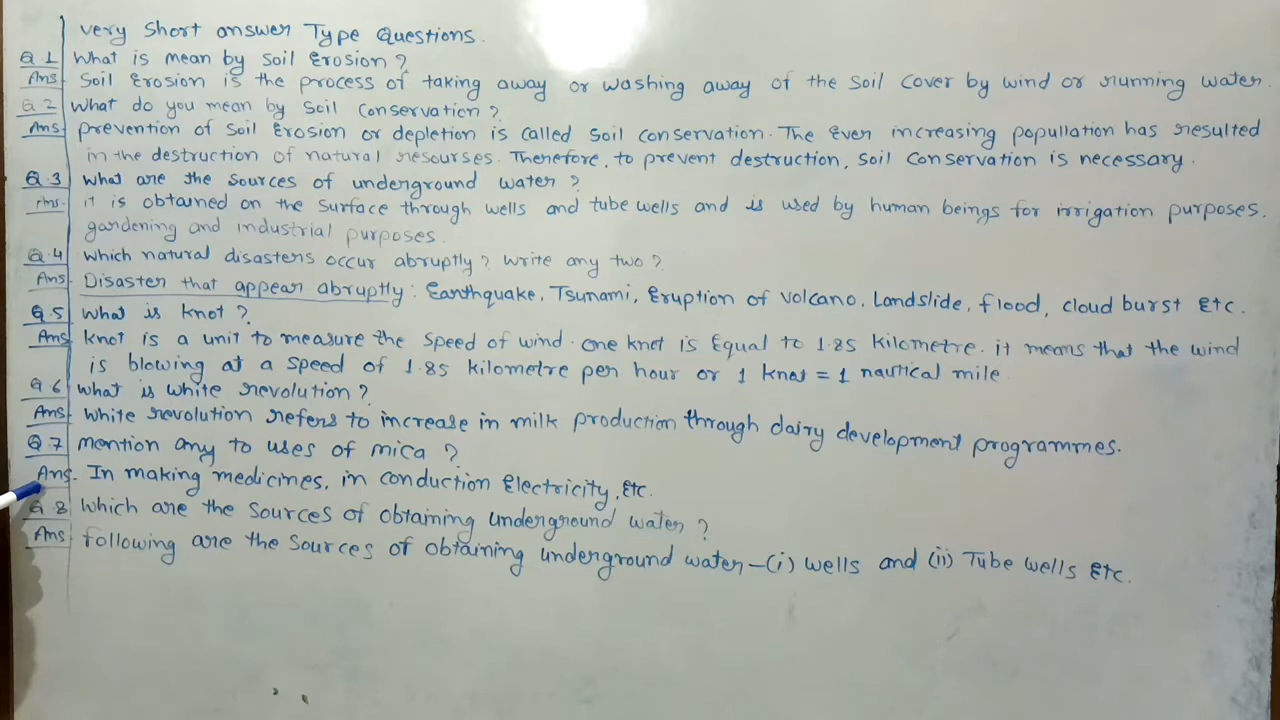 Very Short answer Type Questions.
Q 1 What is mean by Soil Erosion?
Ans. Soil Erosion is the process of taking away or washing away of the soil cover by wind or running water.
Q.2 What do you mean by Soil Conservation?
Ans. prevention of Soil Erosion or depletion is called soil conservation. The Ever increasing popullation has resulted
in the destruction of natural resourses. Therefore, to prevent destruction, soil conservation is necessary.
Q.3 What are the sources of underground water?
Ans. it is obtained on the surface through wells and tube wells and is used by human beings for irrigation purposes.
gardening and industrial purposes.
Q.4 Which natural disasters occur abruptly? Write any two?
Ans. Disaster that appear abruptly: Earthquake, Tsunami, Eruption of volcano, Landslide, flood, cloud burst Etc.
Q.5 What is knot?
Ans. knot is a unit to measure the speed of wind. one knot is Equal to 1.85 kilometre. it means that the wind
is blowing at a speed of 1.85 kilometre per hour or 1 knot = 1 nautical mile
Q.6 What is white revolution?
Ans. White revolution refers to increase in milk production through dairy development programmes.
Q 7 mention any to uses of mica?
Ans. In making medicines, in conduction Electricity, Etc.
Q.8 Which are the sources of obtaining underground water?
Ans following are the sources of obtaining underground water-(i) wells and (ii) Tube wells Etc.